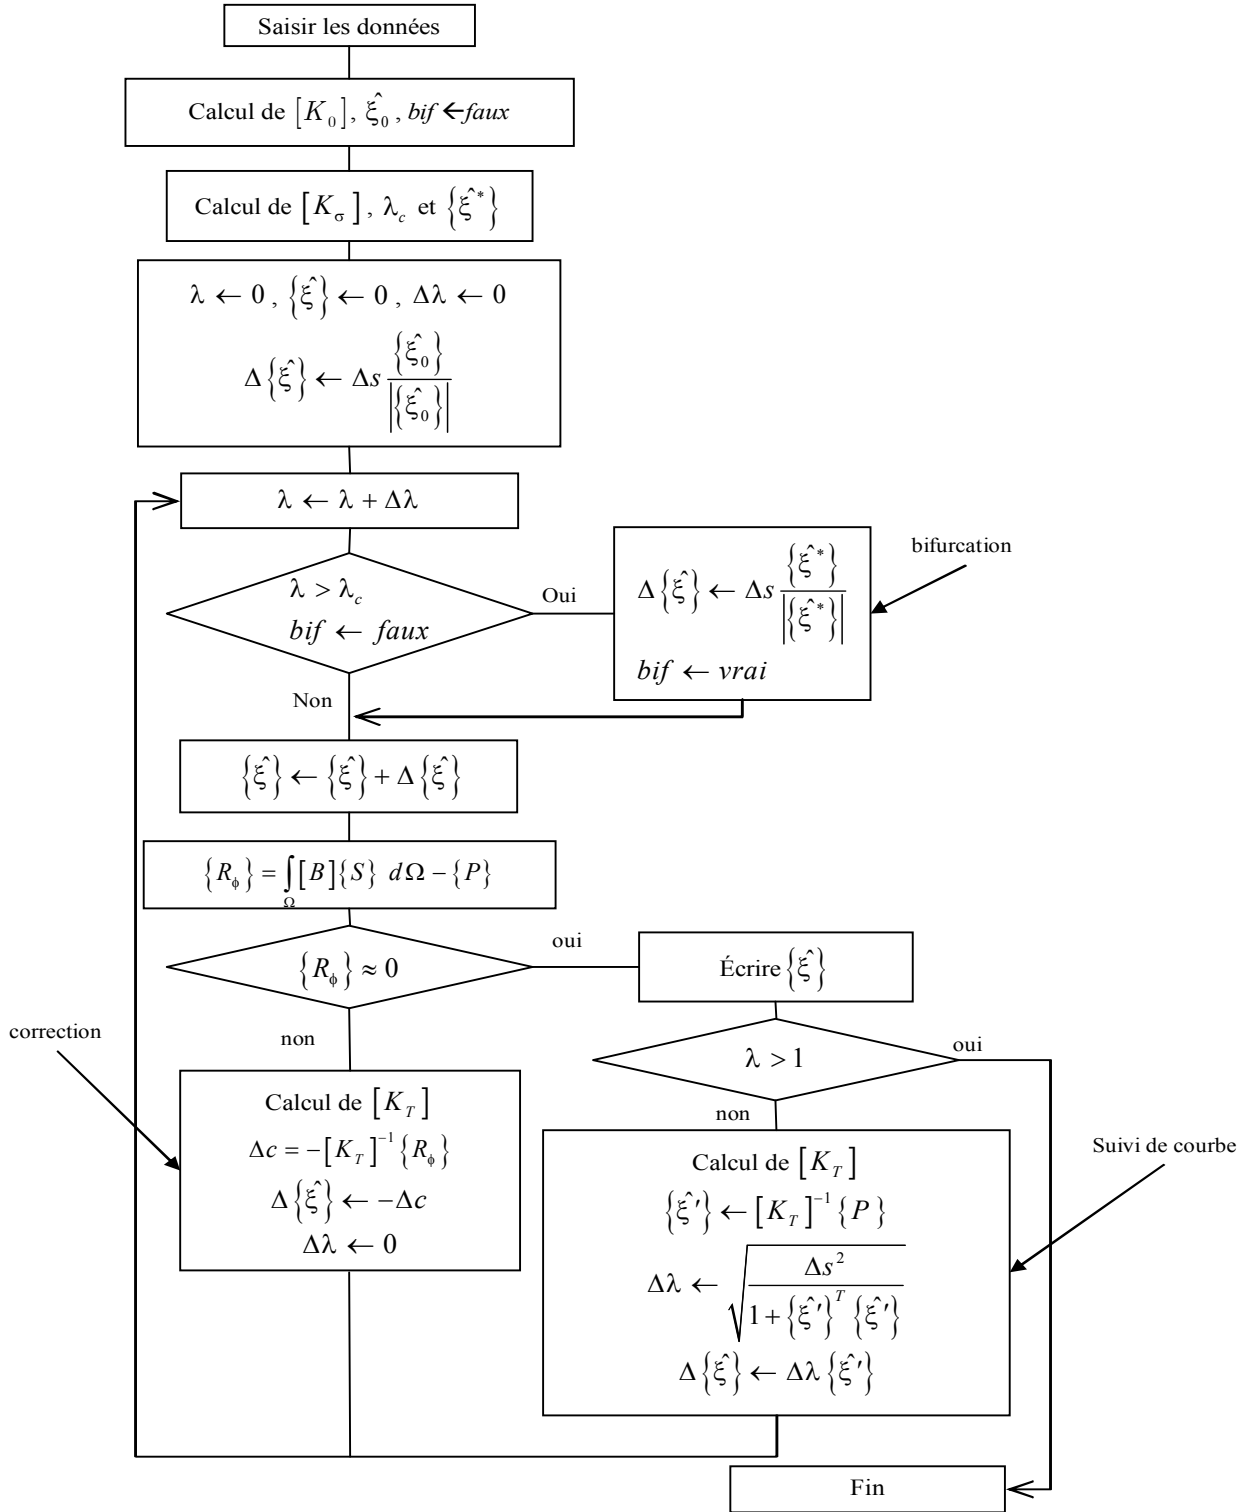 Saisir les données
Calcul de [K₀], ξ̂₀, bif ←faux
Calcul de [K_σ], λ_c et {ξ̂*}
λ ← 0 , {ξ̂} ← 0 , Δλ ← 0
Δ{ξ̂} ← Δs {ξ̂₀} / |{ξ̂₀}|
λ ← λ + Δλ
λ > λ_c
bif ← faux
Oui
Δ{ξ̂} ← Δs {ξ̂*} / |{ξ̂*}|
bif ← vrai
bifurcation
Non
{ξ̂} ← {ξ̂} + Δ{ξ̂}
{R_ϕ} = ∫_Ω [B]{S} dΩ − {P}
{R_ϕ} ≈ 0
oui
Écrire {ξ̂}
correction
non
λ > 1
oui
non
Calcul de [K_T]
Δc = −[K_T]⁻¹ {R_ϕ}
Δ{ξ̂} ← −Δc
Δλ ← 0
Calcul de [K_T]
{ξ̂′} ← [K_T]⁻¹ {P}
Δλ ← √(Δs² / (1 + {ξ̂′}ᵀ {ξ̂′}))
Δ{ξ̂} ← Δλ {ξ̂′}
Suivi de courbe
Fin